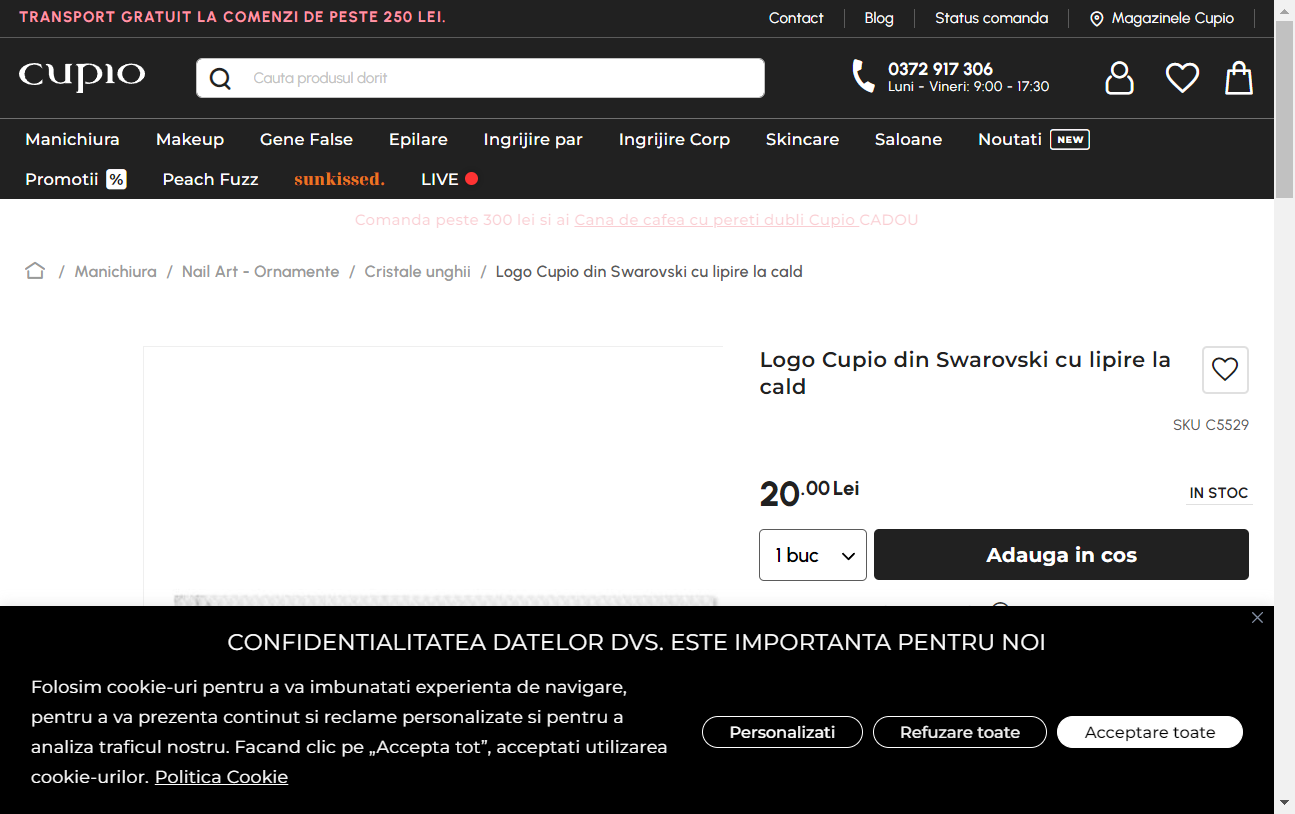 TRANSPORT GRATUIT LA COMENZI DE PESTE 250 LEI.
Contact
Blog
Status comanda
Magazinele Cupio
cupio
Cauta produsul dorit
0372 917 306
Luni - Vineri: 9:00 - 17:30
Manichiura
Makeup
Gene False
Epilare
Ingrijire par
Ingrijire Corp
Skincare
Saloane
Noutati NEW
Promotii %
Peach Fuzz
sunkissed.
LIVE
Comanda peste 300 lei si ai Cana de cafea cu pereti dubli Cupio CADOU
/ Manichiura / Nail Art - Ornamente / Cristale unghii / Logo Cupio din Swarovski cu lipire la cald
Logo Cupio din Swarovski cu lipire la
cald
SKU C5529
20.00 Lei
IN STOC
1 buc
Adauga in cos
CONFIDENTIALITATEA DATELOR DVS. ESTE IMPORTANTA PENTRU NOI
Folosim cookie-uri pentru a va imbunatati experienta de navigare,
pentru a va prezenta continut si reclame personalizate si pentru a
analiza traficul nostru. Facand clic pe „Accepta tot”, acceptati utilizarea
cookie-urilor. Politica Cookie
Personalizati
Refuzare toate
Acceptare toate